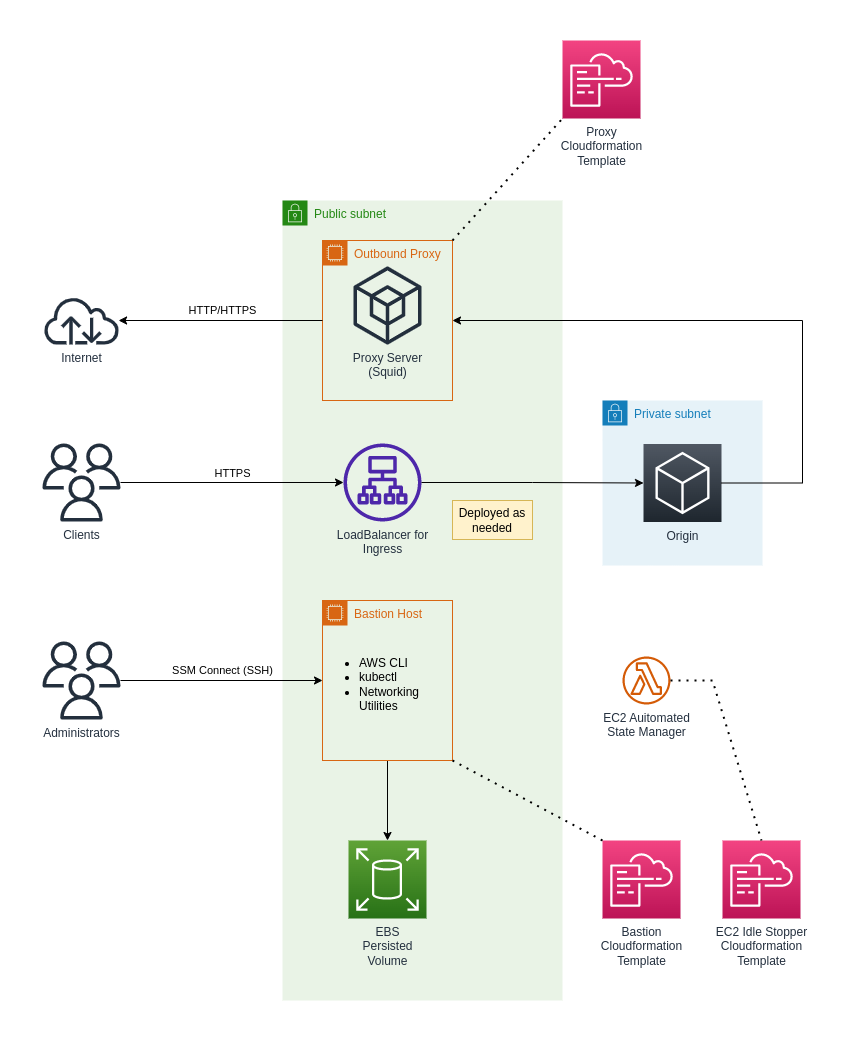 Proxy
Cloudformation
Template
Public subnet
Outbound Proxy
HTTP/HTTPS
Internet
Proxy Server
(Squid)
Private subnet
HTTPS
Clients
LoadBalancer for
Ingress
Deployed as
needed
Origin
Bastion Host
SSM Connect (SSH)
• AWS CLI
• kubectl
• Networking
Utilities
Administrators
EC2 Auitomated
State Manager
EBS
Persisted
Volume
Bastion
Cloudformation
Template
EC2 Idle Stopper
Cloudformation
Template